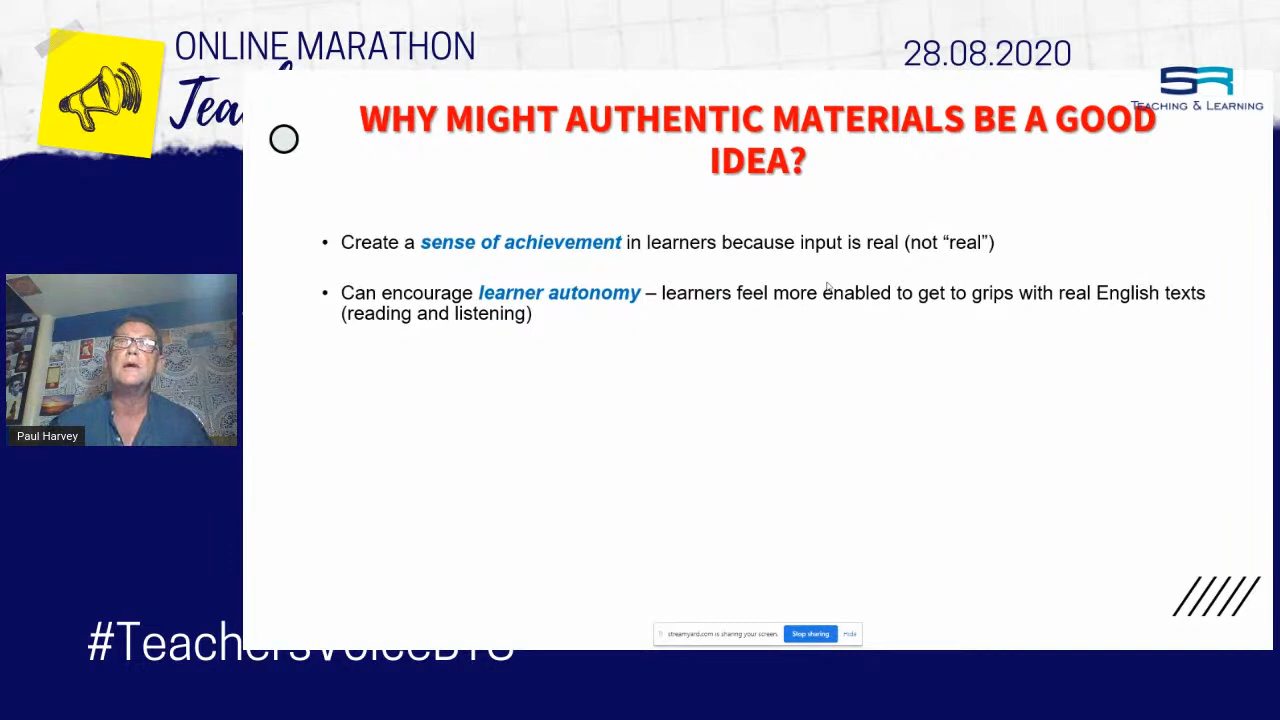 ONLINE MARATHON
28.08.2020
Tea
SR
TEACHING & LEARNING
WHY MIGHT AUTHENTIC MATERIALS BE A GOOD
IDEA?
• Create a sense of achievement in learners because input is real (not “real”)
• Can encourage learner autonomy – learners feel more enabled to get to grips with real English texts
(reading and listening)
Paul Harvey
streamyard.com is sharing your screen. Stop sharing Hide